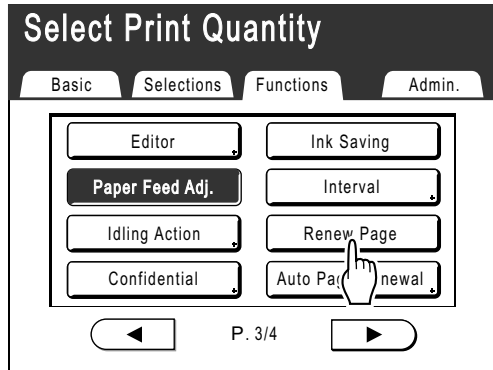 Select Print Quantity
Basic Selections Functions Admin.
Editor Ink Saving
Paper Feed Adj. Interval
Idling Action Renew Page
Confidential Auto Pag newal
P. 3/4